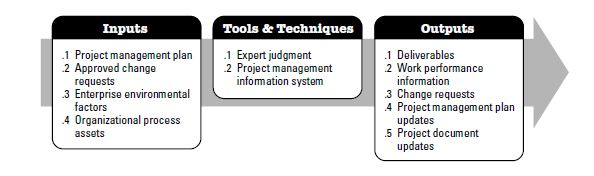 Inputs
.1 Project management plan
.2 Approved change
requests
.3 Enterprise environmental
factors
.4 Organizational process
assets
Tools & Techniques
.1 Expert judgment
.2 Project management
information system
Outputs
.1 Deliverables
.2 Work performance
information
.3 Change requests
.4 Project management plan
updates
.5 Project document
updates